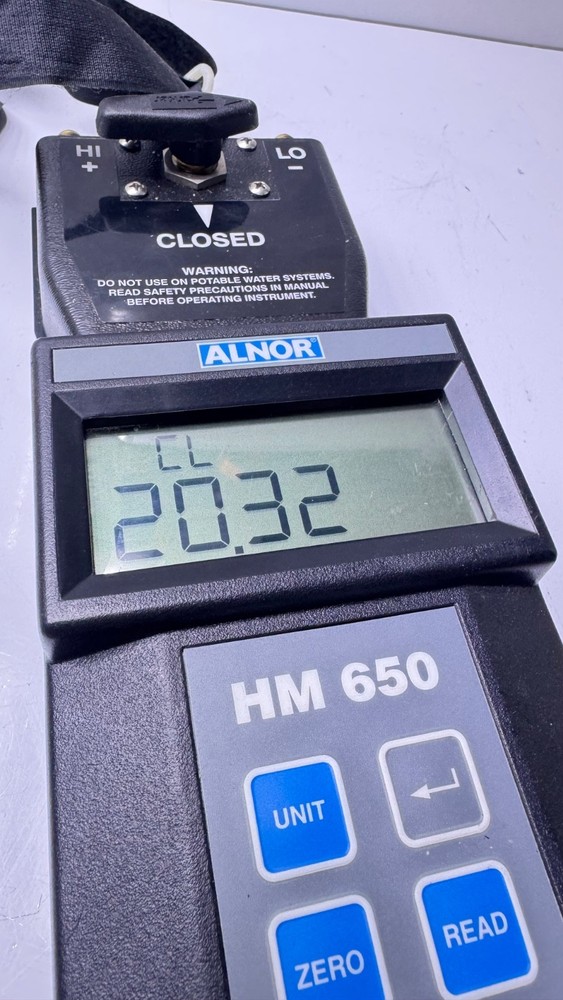 HI
LO
+
-
CLOSED
WARNING:
DO NOT USE ON POTABLE WATER SYSTEMS.
READ SAFETY PRECAUTIONS IN MANUAL
BEFORE OPERATING INSTRUMENT.
ALNOR
CL
20.32
HM 650
UNIT
ZERO
READ